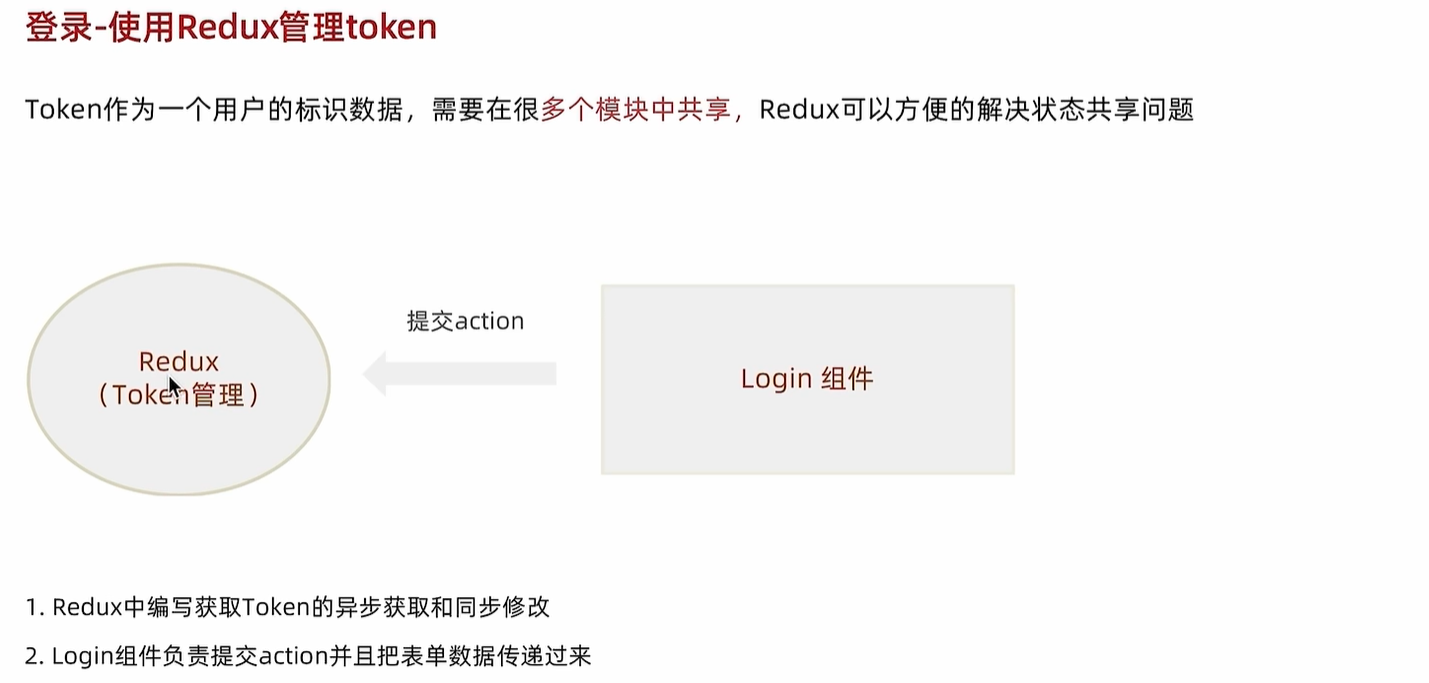 登录-使用Redux管理token
Token作为一个用户的标识数据，需要在很多个模块中共享，Redux可以方便的解决状态共享问题
提交action
Redux
（Token管理）
Login 组件
1. Redux中编写获取Token的异步获取和同步修改
2. Login组件负责提交action并且把表单数据传递过来